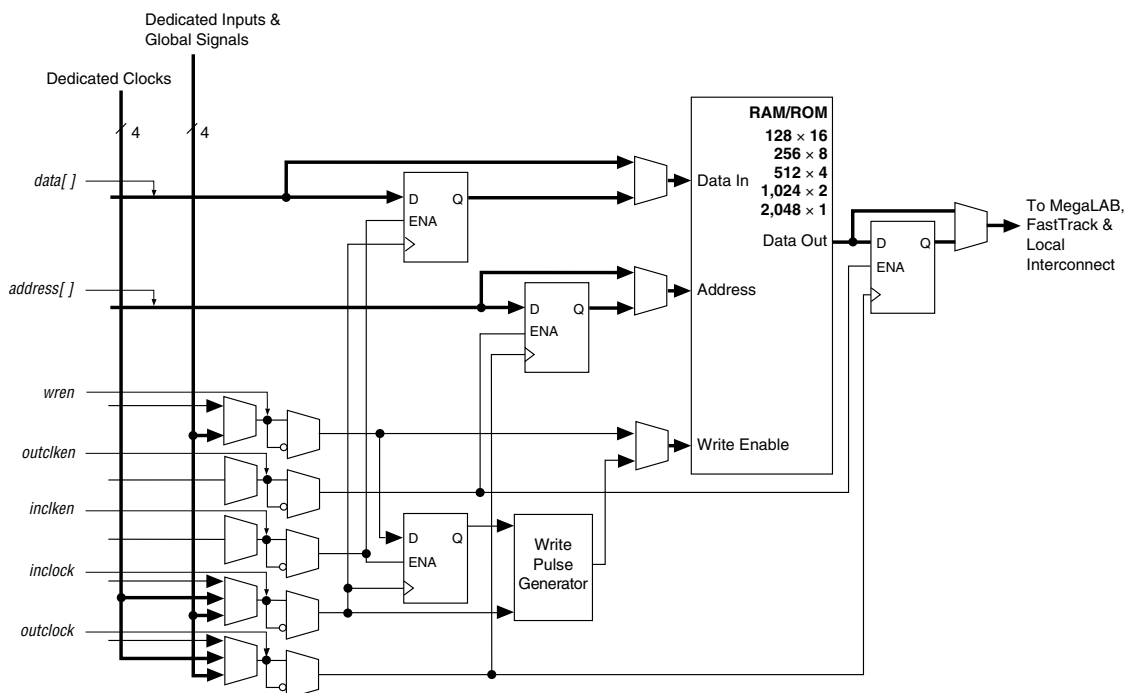 Dedicated Inputs &
Global Signals
Dedicated Clocks
4
4
RAM/ROM
128 × 16
256 × 8
512 × 4
1,024 × 2
2,048 × 1
data[ ]
D
Q
ENA
Data In
Data Out
D
Q
ENA
To MegaLAB,
FastTrack &
Local
Interconnect
address[ ]
D
Q
ENA
Address
wren
Write Enable
outclken
inclken
D
Q
ENA
Write
Pulse
Generator
inclock
outclock